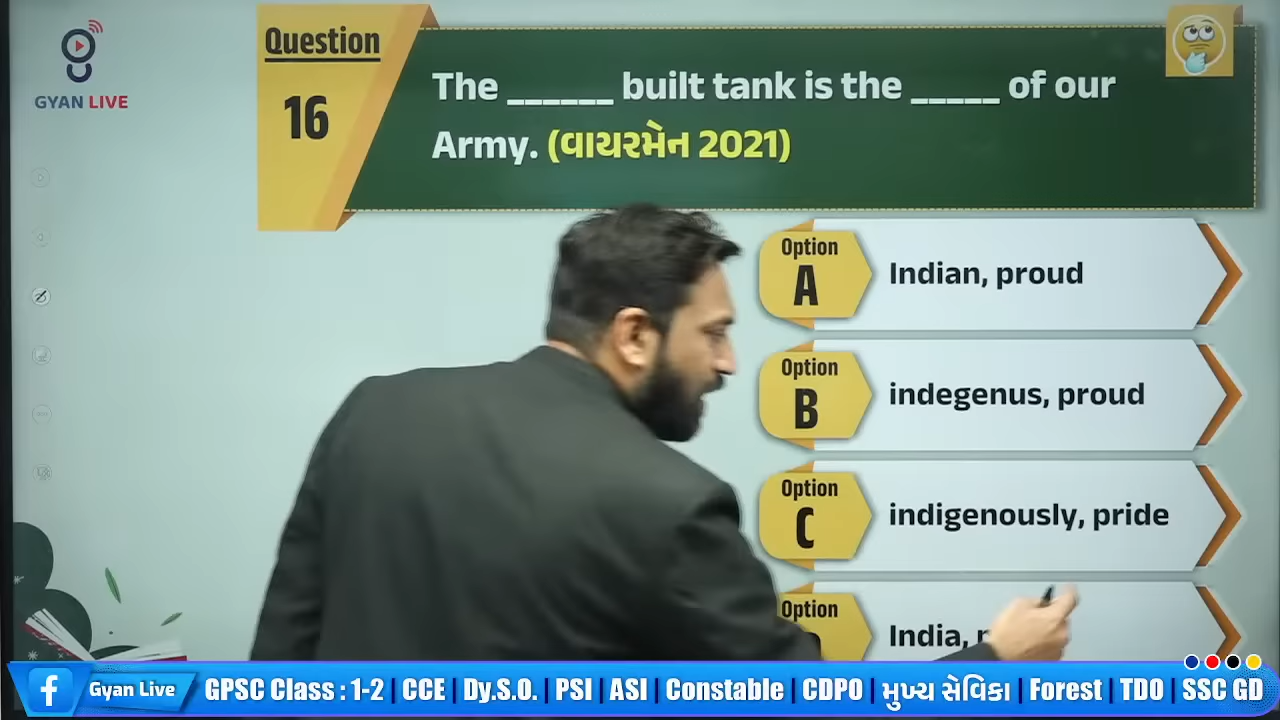 GYAN LIVE
Question
16
The ______ built tank is the _____ of our
Army. (વાયરમેન 2021)
Option
A
Indian, proud
Option
B
indegenus, proud
Option
C
indigenously, pride
Option
India,
Gyan Live
GPSC Class : 1-2 | CCE | Dy.S.O. | PSI | ASI | Constable | CDPO | મુખ્ય સેવિકા | Forest | TDO | SSC GD